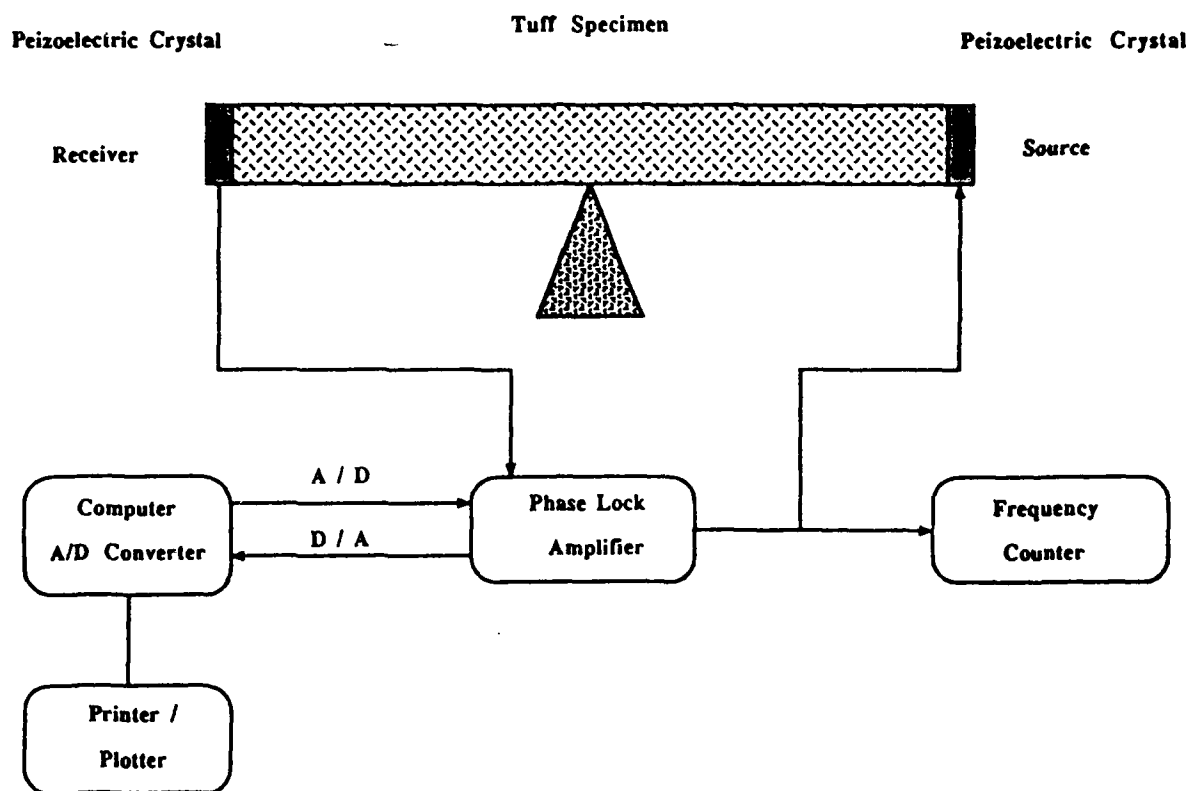 Tuff Specimen
Peizoelectric Crystal
Peizoelectric Crystal
Receiver
Source
A / D
D / A
Computer
A/D Converter
Phase Lock
Amplifier
Frequency
Counter
Printer /
Plotter